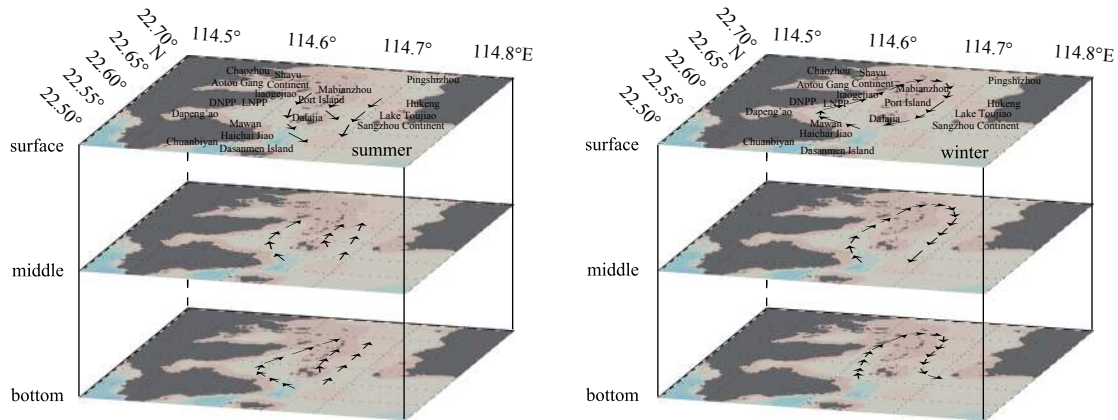 22.70°
N
22.65°
22.60°
22.55°
22.50°
114.5°
114.6°
114.7°
114.8°E
Chaozhou
Shayu
Pingshizhou
Aotou Gang
Continent
Mabianzhou
Jiaogejiao
Port Island
Hukeng
DNPP
LNPP
Dapeng'ao
Dalajia
Lake Toujiao
Mawan
Sangzhou Continent
Haichai Jiao
Chuanbiyan
Dasanmen Island
summer
surface
middle
bottom
22.70°
N
22.65°
22.60°
22.55°
22.50°
114.5°
114.6°
114.7°
114.8°E
Chaozhou
Shayu
Pingshizhou
Aotou Gang
Continent
Mabianzhou
Jiaogejiao
Port Island
Hukeng
DNPP
LNPP
Dapeng'ao
Dalajia
Lake Toujiao
Mawan
Sangzhou Continent
Haichai Jiao
Chuanbiyan
Dasanmen Island
winter
surface
middle
bottom